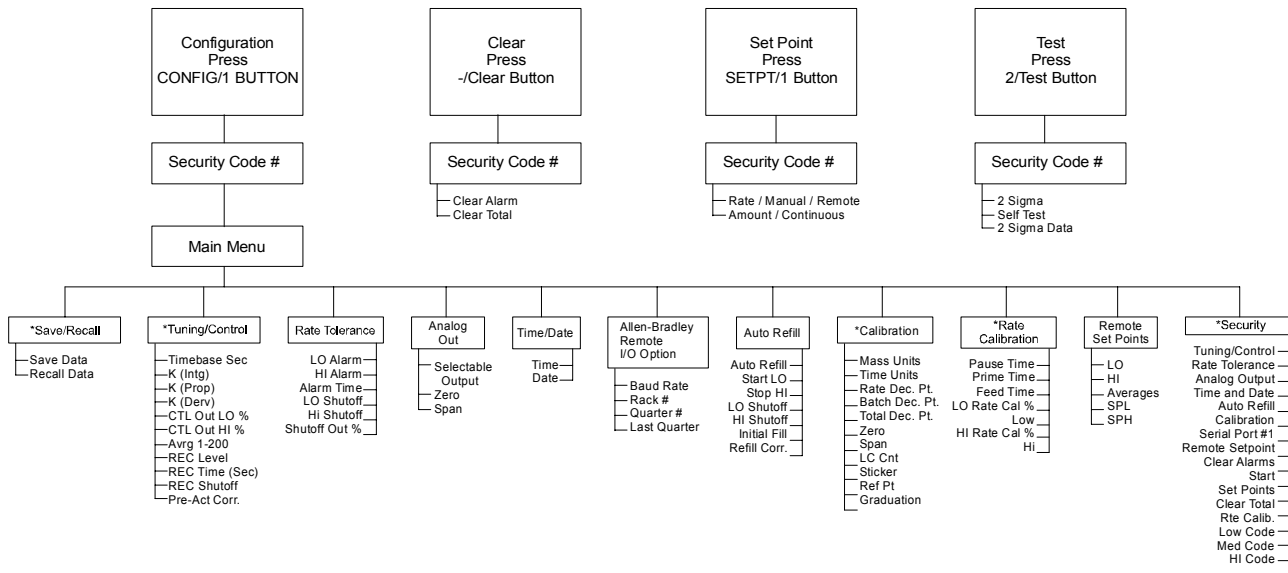 Configuration
Press
CONFIG/1 BUTTON
Clear
Press
-/Clear Button
Set Point
Press
SETPT/1 Button
Test
Press
2/Test Button
Security Code #
Security Code #
Security Code #
Security Code #
Clear Alarm
Clear Total
Rate / Manual / Remote
Amount / Continuous
2 Sigma
Self Test
2 Sigma Data
Main Menu
*Save/Recall
Save Data
Recall Data
*Tuning/Control
Timebase Sec
K (Intg)
K (Prop)
K (Derv)
CTL Out LO %
CTL Out HI %
Avrg 1-200
REC Level
REC Time (Sec)
REC Shutoff
Pre-Act Corr.
Rate Tolerance
LO Alarm
HI Alarm
Alarm Time
LO Shutoff
Hi Shutoff
Shutoff Out %
Analog
Out
Selectable
Output
Zero
Span
Time/Date
Time
Date
Allen-Bradley
Remote
I/O Option
Baud Rate
Rack #
Quarter #
Last Quarter
Auto Refill
Auto Refill
Start LO
Stop HI
LO Shutoff
HI Shutoff
Initial Fill
Refill Corr.
*Calibration
Mass Units
Time Units
Rate Dec. Pt.
Batch Dec. Pt.
Total Dec. Pt.
Zero
Span
LC Cnt
Sticker
Ref Pt
Graduation
*Rate
Calibration
Pause Time
Prime Time
Feed Time
LO Rate Cal %
Low
HI Rate Cal %
Hi
Remote
Set Points
LO
HI
Averages
SPL
SPH
*Security
Tuning/Control
Rate Tolerance
Analog Output
Time and Date
Auto Refill
Calibration
Serial Port #1
Remote Setpoint
Clear Alarms
Start
Set Points
Clear Total
Rte Calib.
Low Code
Med Code
HI Code